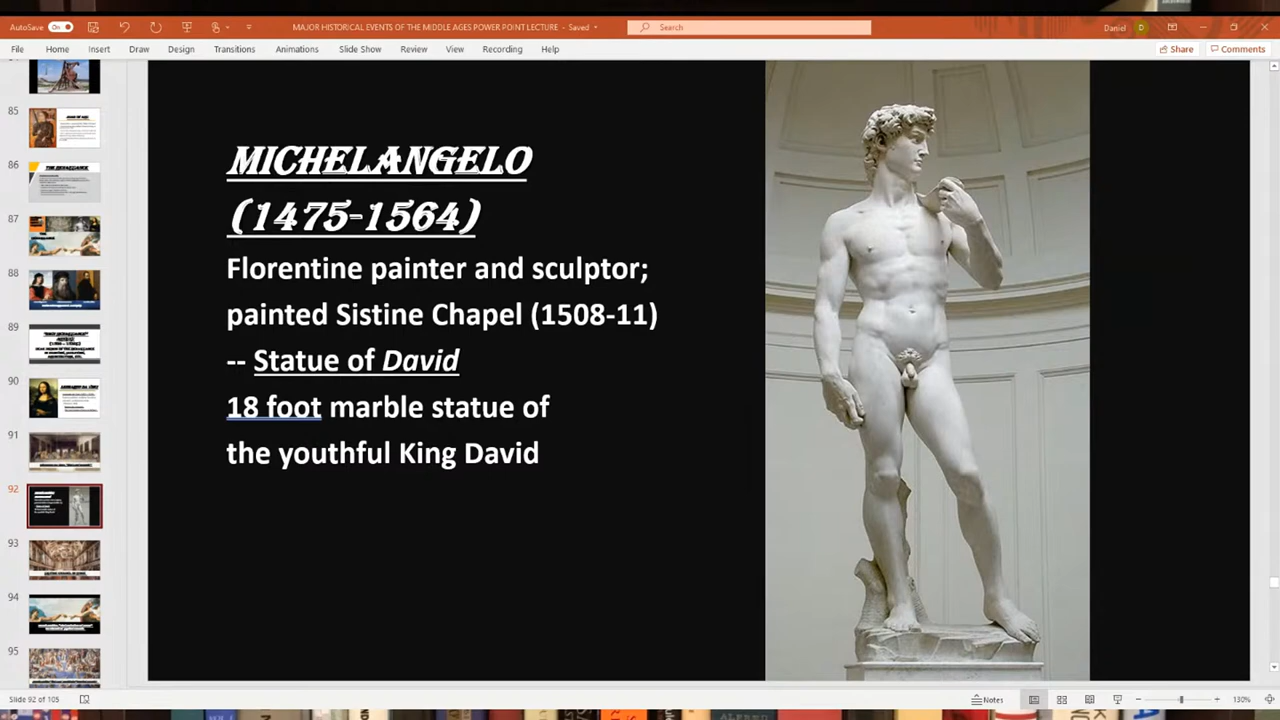 AutoSave On
MAJOR HISTORICAL EVENTS OF THE MIDDLE AGES POWER POINT LECTURE - Saved
Search
Daniel D
File Home Insert Draw Design Transitions Animations Slide Show Review View Recording Help
Share Comments
85
86
87
88
89
90
91
92
93
94
95
MICHELANGELO
(1475-1564)
Florentine painter and sculptor;
painted Sistine Chapel (1508-11)
-- Statue of David
18 foot marble statue of
the youthful King David
Slide 92 of 105
Notes
130%
ALFRED